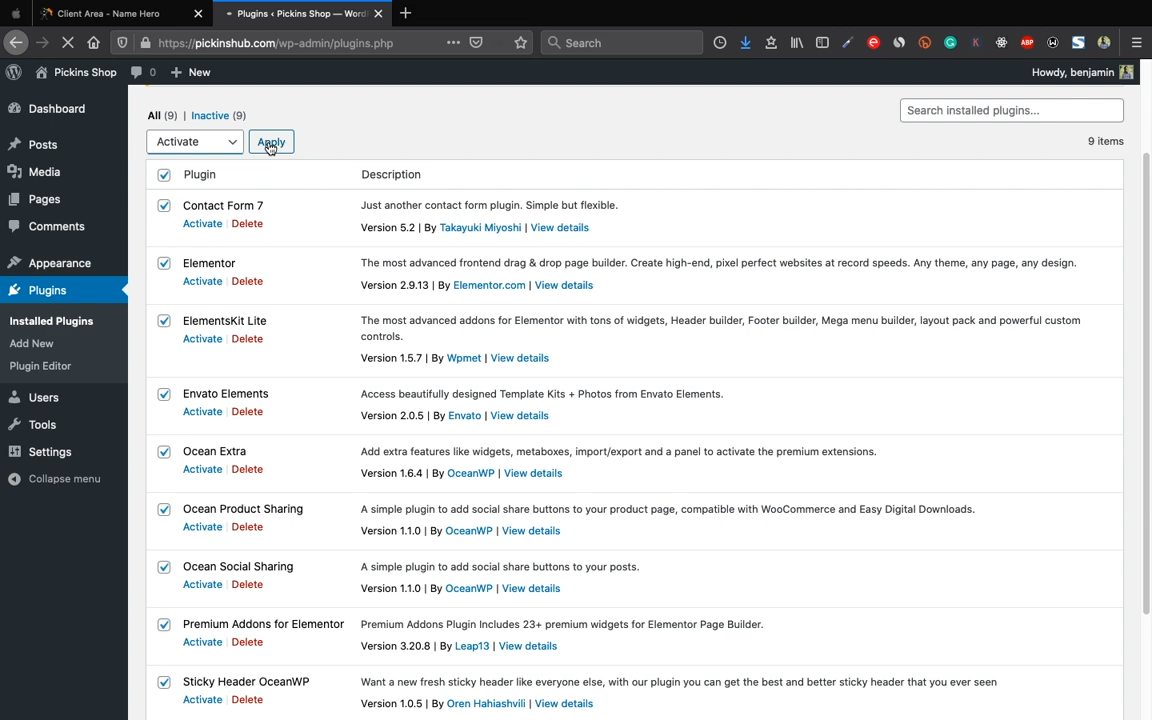 Client Area - Name Hero
Plugins ‹ Pickins Shop — Word
https://pickinshub.com/wp-admin/plugins.php
Search
ABP
Pickins Shop
0
New
Howdy, benjamin
Dashboard
Posts
Media
Pages
Comments
Appearance
Plugins
Installed Plugins
Add New
Plugin Editor
Users
Tools
Settings
Collapse menu
All (9) | Inactive (9)
Search installed plugins...
Activate
Apply
9 items
Plugin
Description
Contact Form 7
Activate | Delete
Just another contact form plugin. Simple but flexible.
Version 5.2 | By Takayuki Miyoshi | View details
Elementor
Activate | Delete
The most advanced frontend drag & drop page builder. Create high-end, pixel perfect websites at record speeds. Any theme, any page, any design.
Version 2.9.13 | By Elementor.com | View details
ElementsKit Lite
Activate | Delete
The most advanced addons for Elementor with tons of widgets, Header builder, Footer builder, Mega menu builder, layout pack and powerful custom
controls.
Version 1.5.7 | By Wpmet | View details
Envato Elements
Activate | Delete
Access beautifully designed Template Kits + Photos from Envato Elements.
Version 2.0.5 | By Envato | View details
Ocean Extra
Activate | Delete
Add extra features like widgets, metaboxes, import/export and a panel to activate the premium extensions.
Version 1.6.4 | By OceanWP | View details
Ocean Product Sharing
Activate | Delete
A simple plugin to add social share buttons to your product page, compatible with WooCommerce and Easy Digital Downloads.
Version 1.1.0 | By OceanWP | View details
Ocean Social Sharing
Activate | Delete
A simple plugin to add social share buttons to your posts.
Version 1.1.0 | By OceanWP | View details
Premium Addons for Elementor
Activate | Delete
Premium Addons Plugin Includes 23+ premium widgets for Elementor Page Builder.
Version 3.20.8 | By Leap13 | View details
Sticky Header OceanWP
Activate | Delete
Want a new fresh sticky header like everyone else, with our plugin you can get the best and better sticky header that you ever seen
Version 1.0.5 | By Oren Hahiashvili | View details